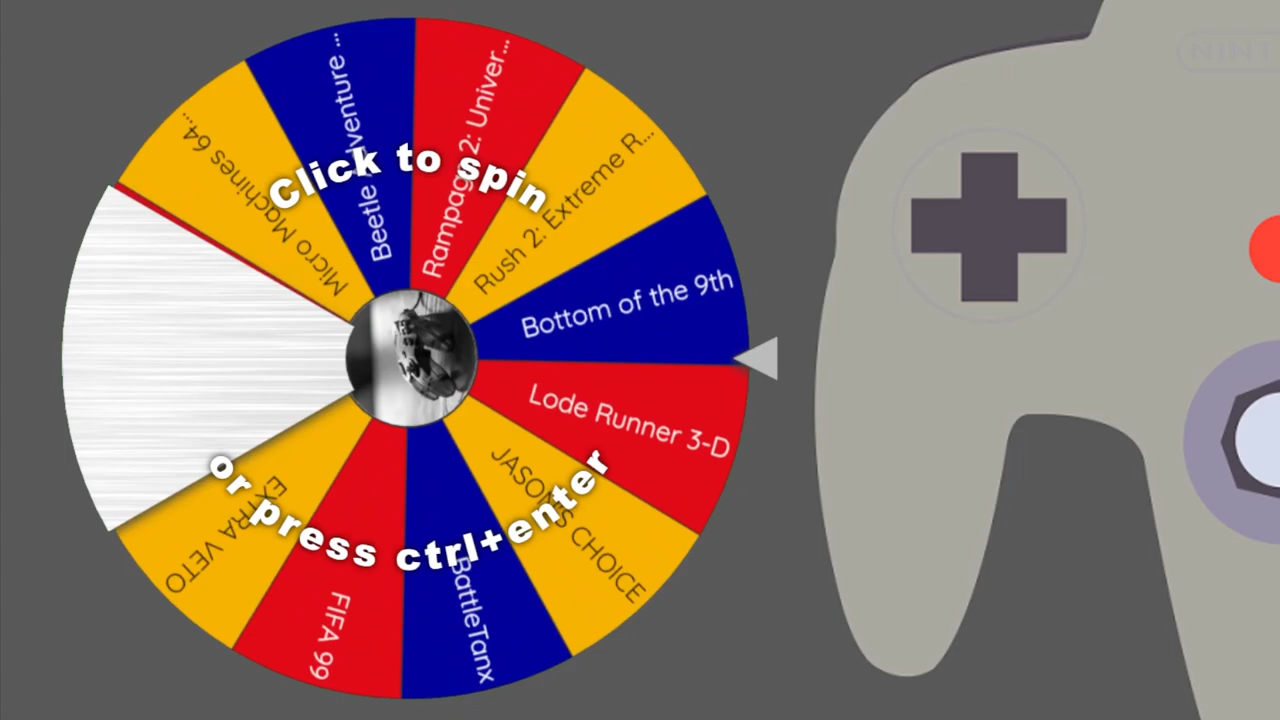 Click to spin
or press ctrl+enter
Micro Machines 64...
Beetle Adventure ...
Rampage 2: Univer...
Rush 2: Extreme R...
Bottom of the 9th
Lode Runner 3-D
JASON'S CHOICE
BattleTanx
FIFA 99
EXTRA VETO